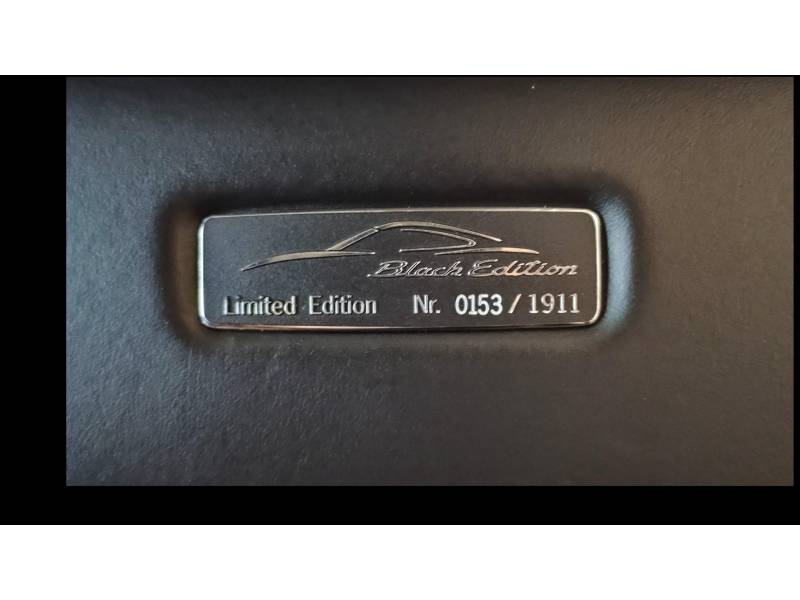 Black Edition
Limited Edition Nr. 0153 / 1911